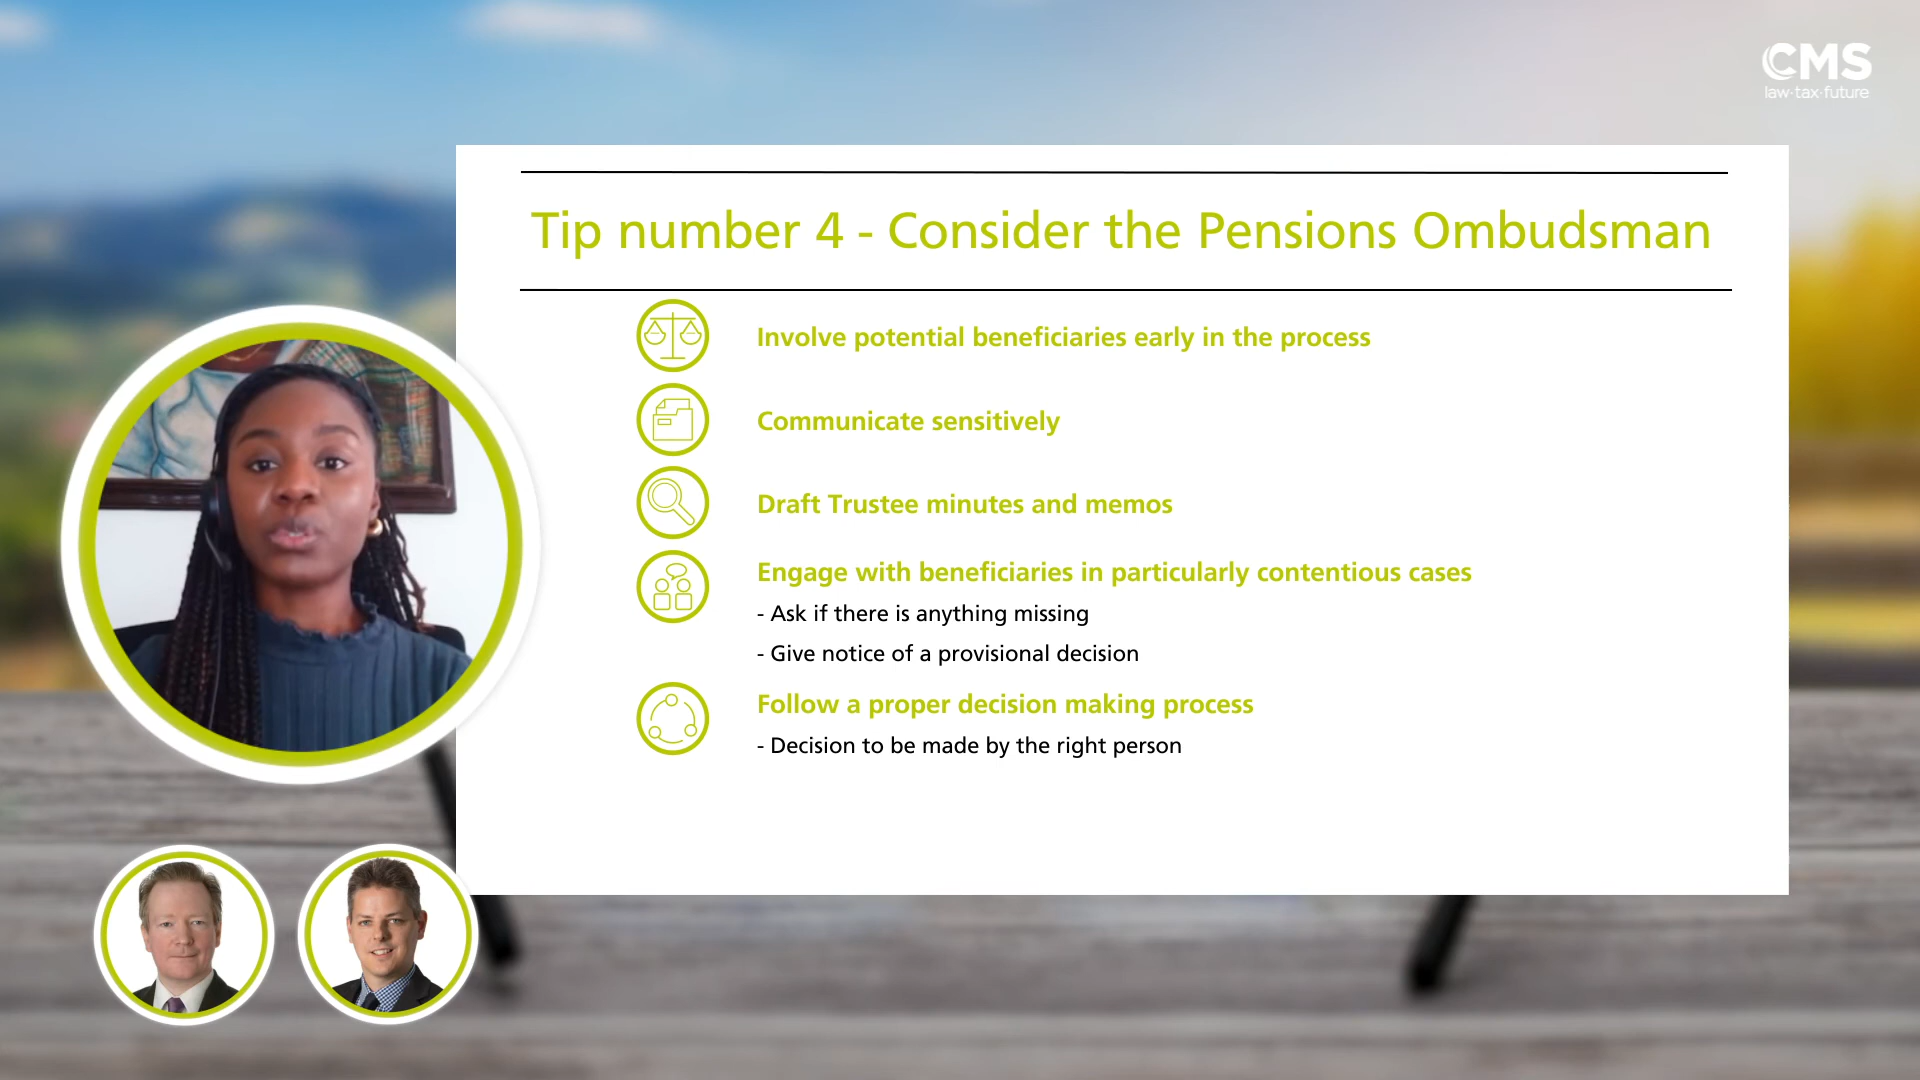 CMS
law·tax·future
Tip number 4 - Consider the Pensions Ombudsman
Involve potential beneficiaries early in the process
Communicate sensitively
Draft Trustee minutes and memos
Engage with beneficiaries in particularly contentious cases
- Ask if there is anything missing
- Give notice of a provisional decision
Follow a proper decision making process
- Decision to be made by the right person